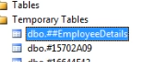 Tables
Temporary Tables
dbo.##EmployeeDetails
dbo.#15702A09